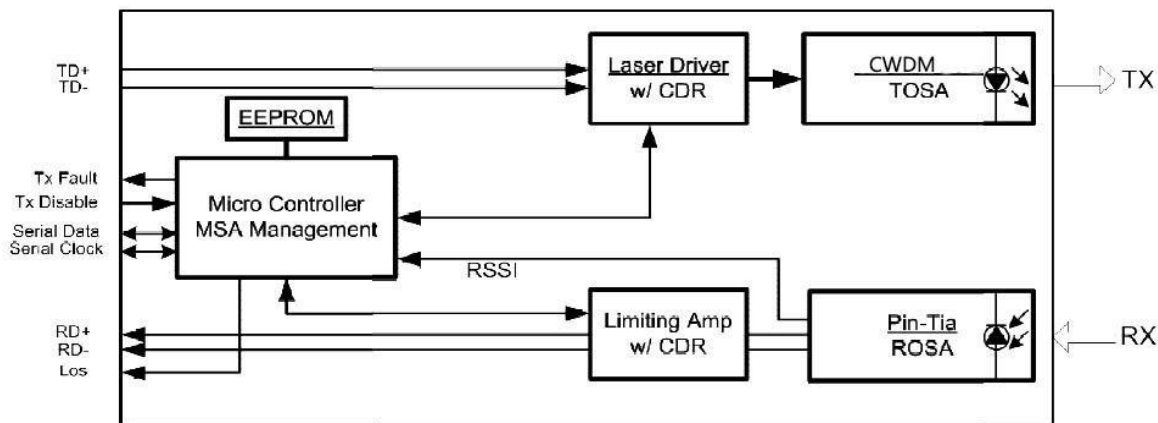 TD+
TD-
Laser Driver
w/ CDR
CWDM
TOSA
TX
EEPROM
Tx Fault
Tx Disable
Serial Data
Serial Clock
Micro Controller
MSA Management
RSSI
RD+
RD-
Los
Limiting Amp
w/ CDR
Pin-Tia
ROSA
RX